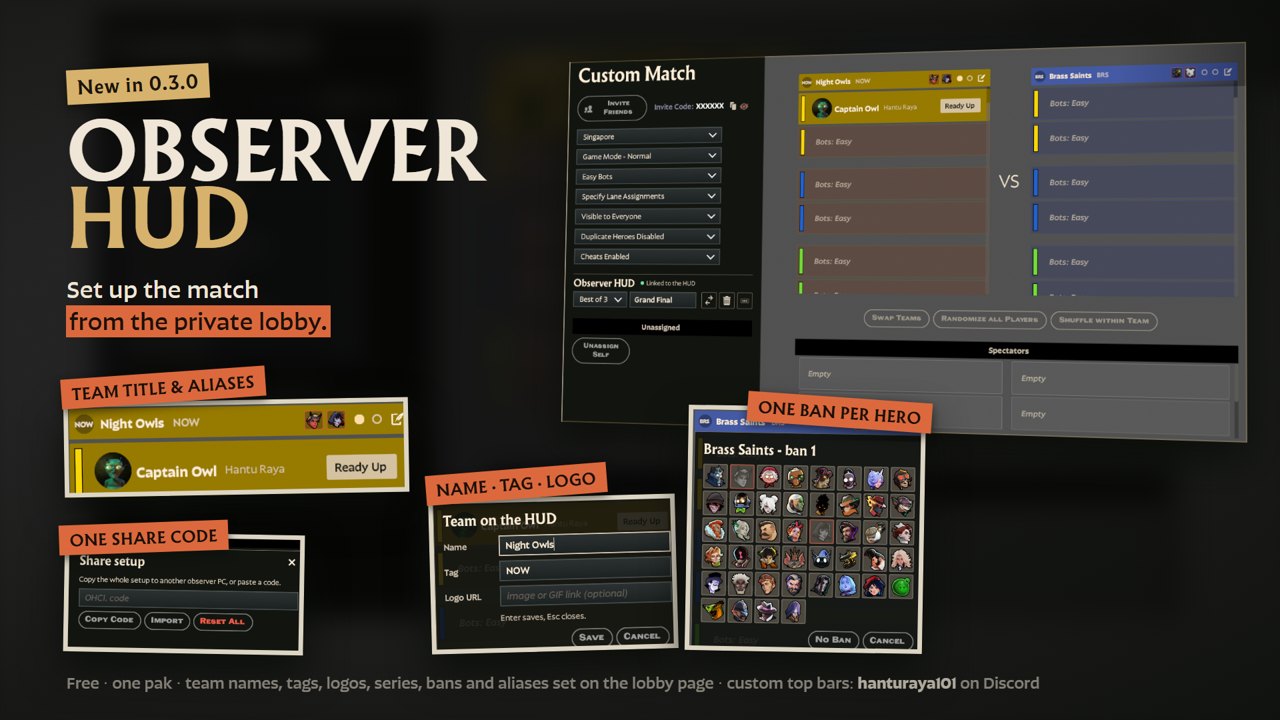 New in 0.3.0
OBSERVER
HUD
Set up the match
from the private lobby.
Custom Match
INVITE
FRIENDS
Invite Code: XXXXXX
Singapore
Game Mode - Normal
Easy Bots
Specify Lane Assignments
Visible to Everyone
Duplicate Heroes Disabled
Cheats Enabled
Observer HUD
Linked to the HUD
Best of 3
Grand Final
Unassigned
UNASSIGN
SELF
NOW Night Owls NOW
Captain Owl Hantu Raya Ready Up
Bots: Easy
Bots: Easy
Bots: Easy
Bots: Easy
VS
BRS Brass Saints BRS
Bots: Easy
Bots: Easy
Bots: Easy
Bots: Easy
Bots: Easy
SWAP TEAMS
RANDOMIZE ALL PLAYERS
SHUFFLE WITHIN TEAM
Spectators
Empty
Empty
Empty
TEAM TITLE & ALIASES
NOW Night Owls NOW
Captain Owl Hantu Raya Ready Up
ONE SHARE CODE
Share setup
Copy the whole setup to another observer PC, or paste a code.
OHC1. code
COPY CODE
IMPORT
RESET ALL
NAME · TAG · LOGO
Team on the HUD
Name
Night Owls
Tag
NOW
Logo URL
image or GIF link (optional)
Enter saves, Esc closes.
SAVE
CANCEL
ONE BAN PER HERO
BRS Brass Saints
Brass Saints - ban 1
NO BAN
CANCEL
Free · one pak · team names, tags, logos, series, bans and aliases set on the lobby page · custom top bars: hanturaya101 on Discord